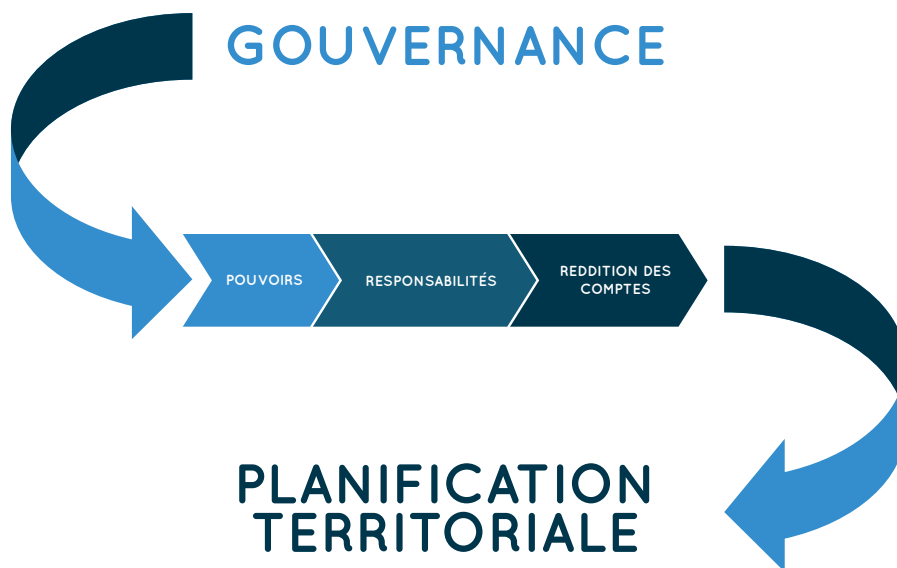 GOUVERNANCE
POUVOIRS
RESPONSABILITÉS
REDDITION DES
COMPTES
PLANIFICATION
TERRITORIALE